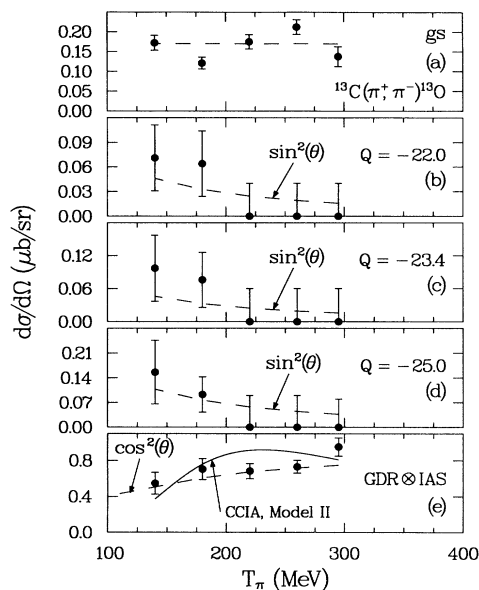 0.20
0.15
0.10
0.05
0.00
gs
(a)
¹³C(π⁺, π⁻)¹³O
0.09
0.06
0.03
0.00
sin²(θ)
Q = −22.0
(b)
0.12
0.06
0.00
sin²(θ)
Q = −23.4
(c)
0.21
0.14
0.07
0.00
sin²(θ)
Q = −25.0
(d)
0.8
0.4
0.0
cos²(θ)
CCIA, Model II
GDR⊗IAS
(e)
100 200 300 400
T_π (MeV)
dσ/dΩ (μb/sr)